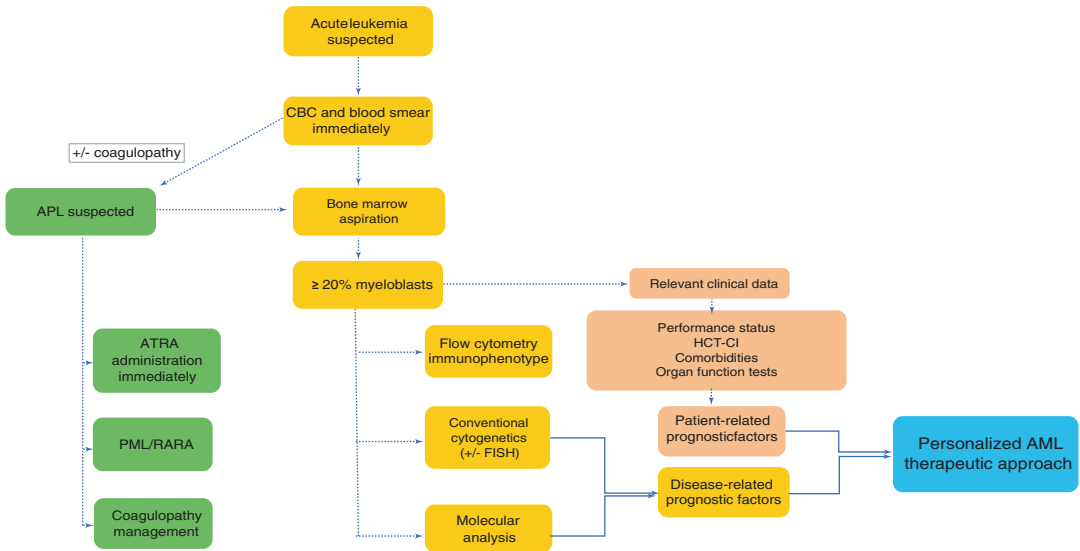 Acute leukemia
suspected
CBC and blood smear
immediately
+/- coagulopathy
APL suspected
Bone marrow
aspiration
≥ 20% myeloblasts
Relevant clinical data
Performance status
HCT-CI
Comorbidities
Organ function tests
ATRA
administration
immediately
Flow cytometry
immunophenotype
PML/RARA
Conventional
cytogenetics
(+/- FISH)
Patient-related
prognosticfactors
Personalized AML
therapeutic approach
Disease-related
prognostic factors
Coagulopathy
management
Molecular
analysis